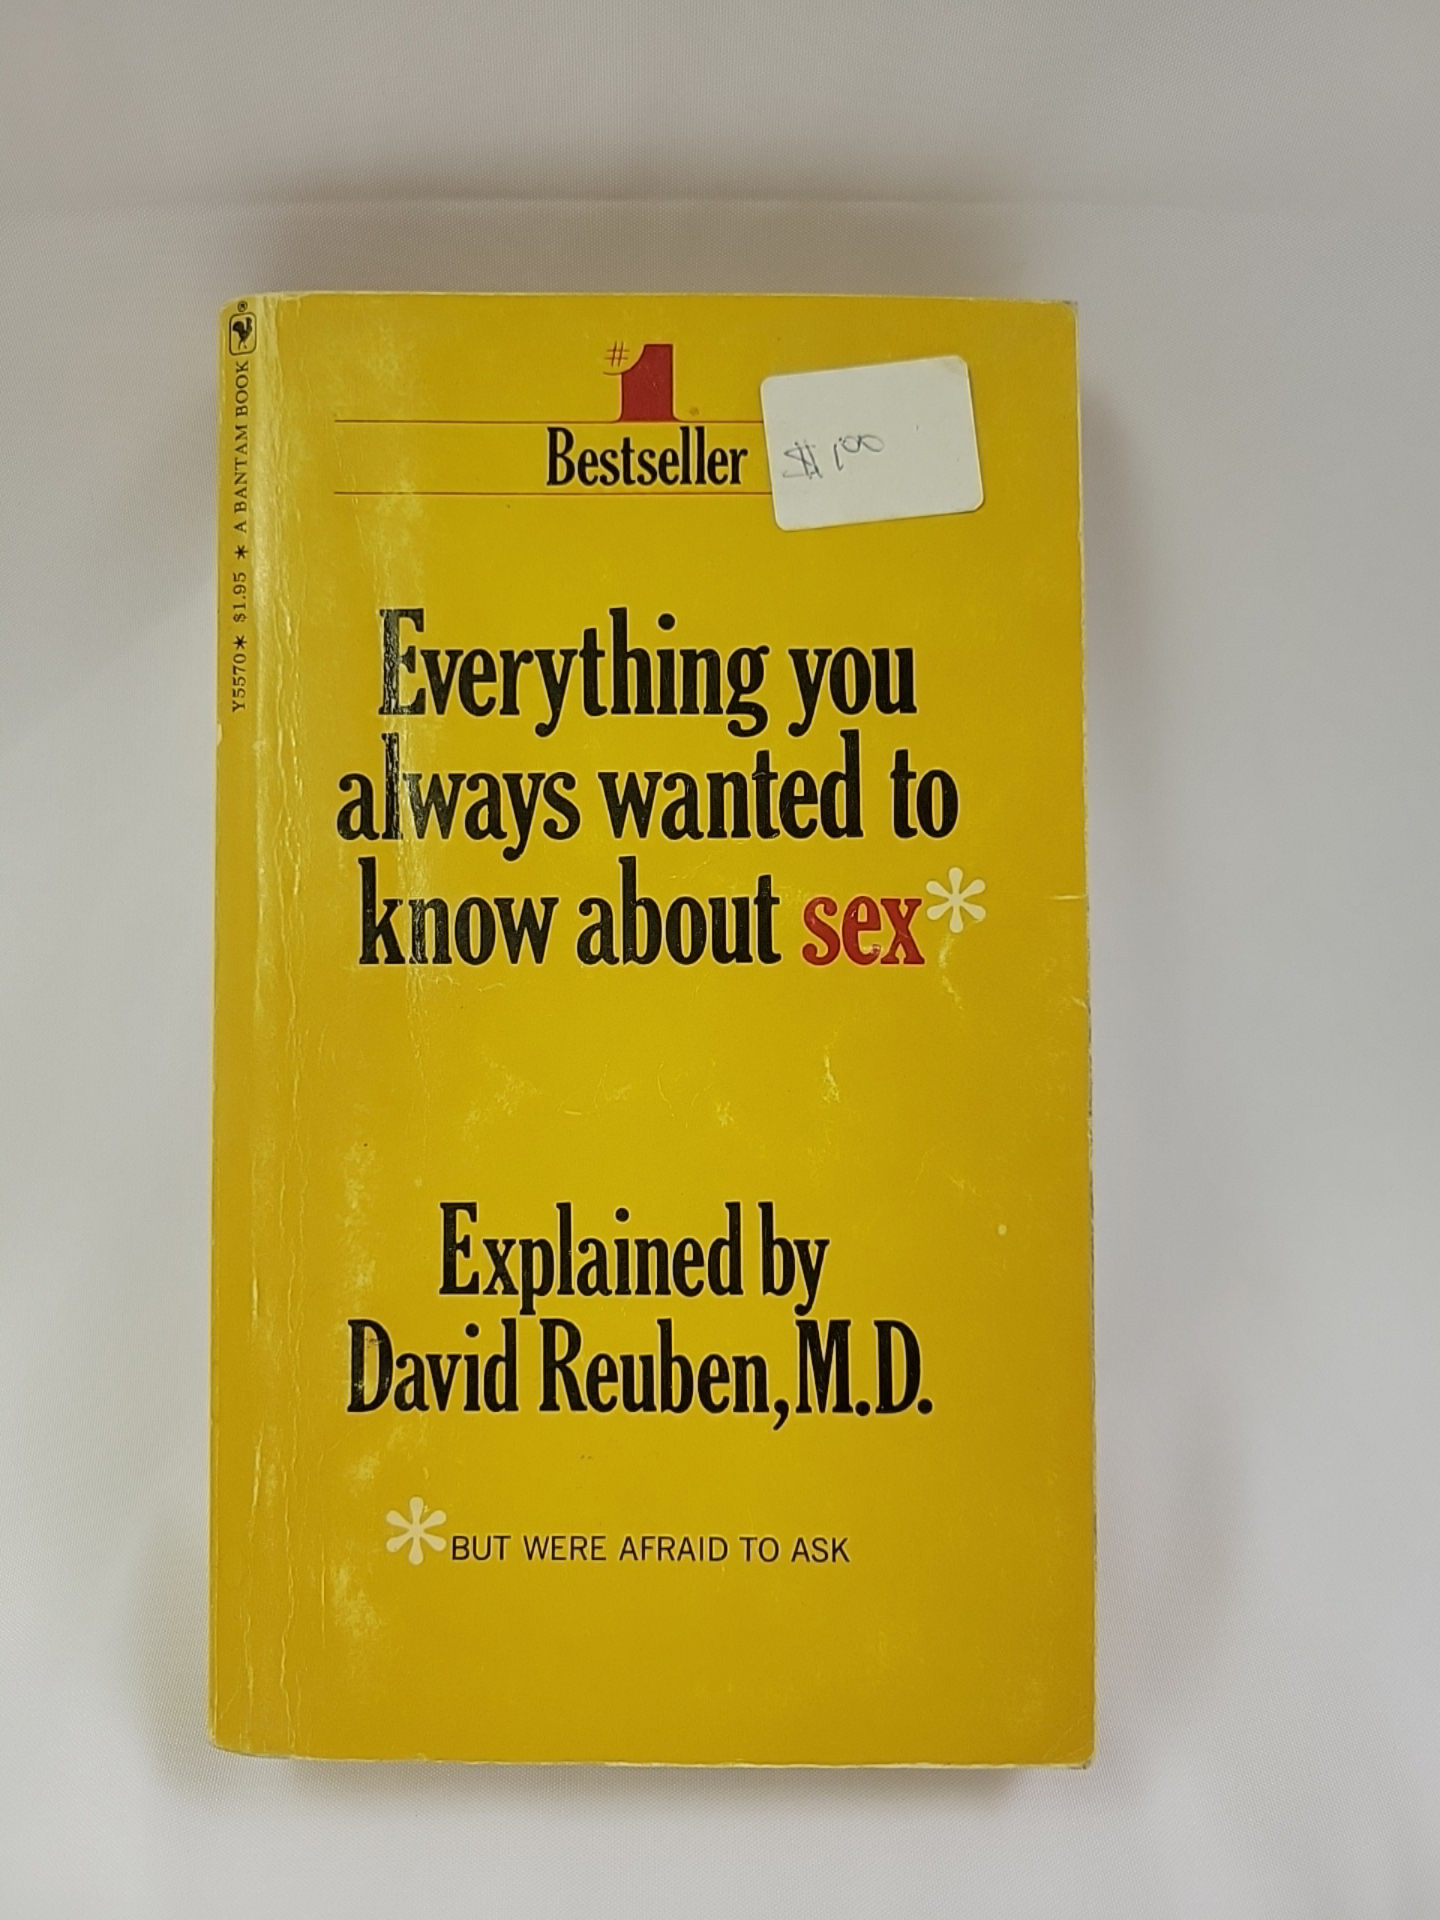 #1
Bestseller
$1.00
Everything you
always wanted to
know about sex*
Explained by
David Reuben, M.D.
*BUT WERE AFRAID TO ASK
Y5570* $1.95 * A BANTAM BOOK ®